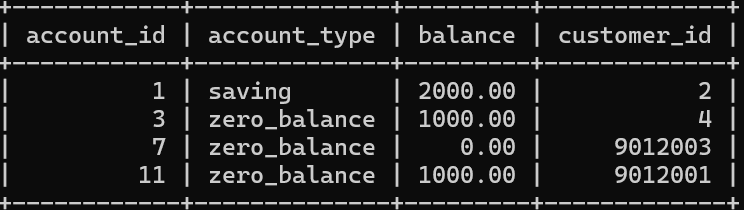 +------------+--------------+---------+-------------+
| account_id | account_type | balance | customer_id |
+------------+--------------+---------+-------------+
|          1 | saving       | 2000.00 |           2 |
|          3 | zero_balance | 1000.00 |           4 |
|          7 | zero_balance |    0.00 |     9012003 |
|         11 | zero_balance | 1000.00 |     9012001 |
+------------+--------------+---------+-------------+